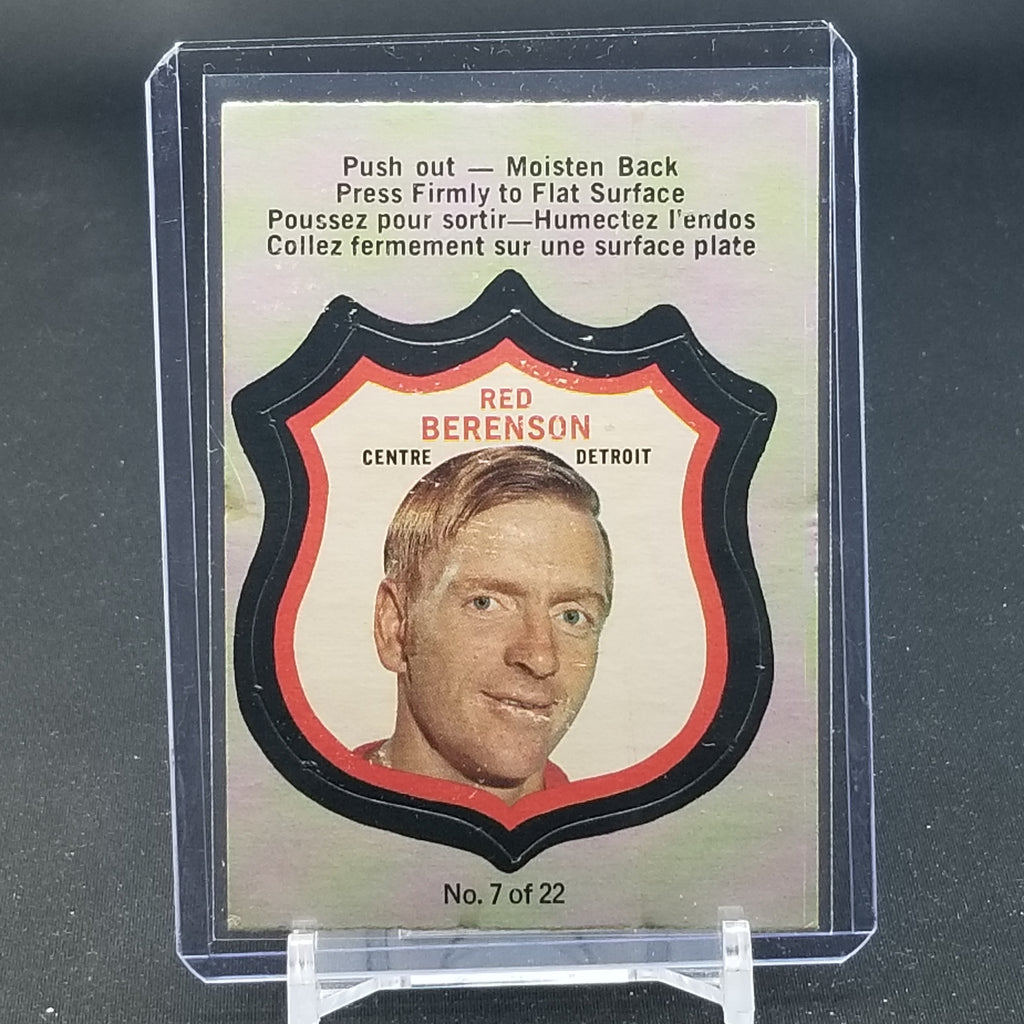 Push out — Moisten Back
Press Firmly to Flat Surface
Poussez pour sortir—Humectez l'endos
Collez fermement sur une surface plate
RED
BERENSON
CENTRE DETROIT
No. 7 of 22